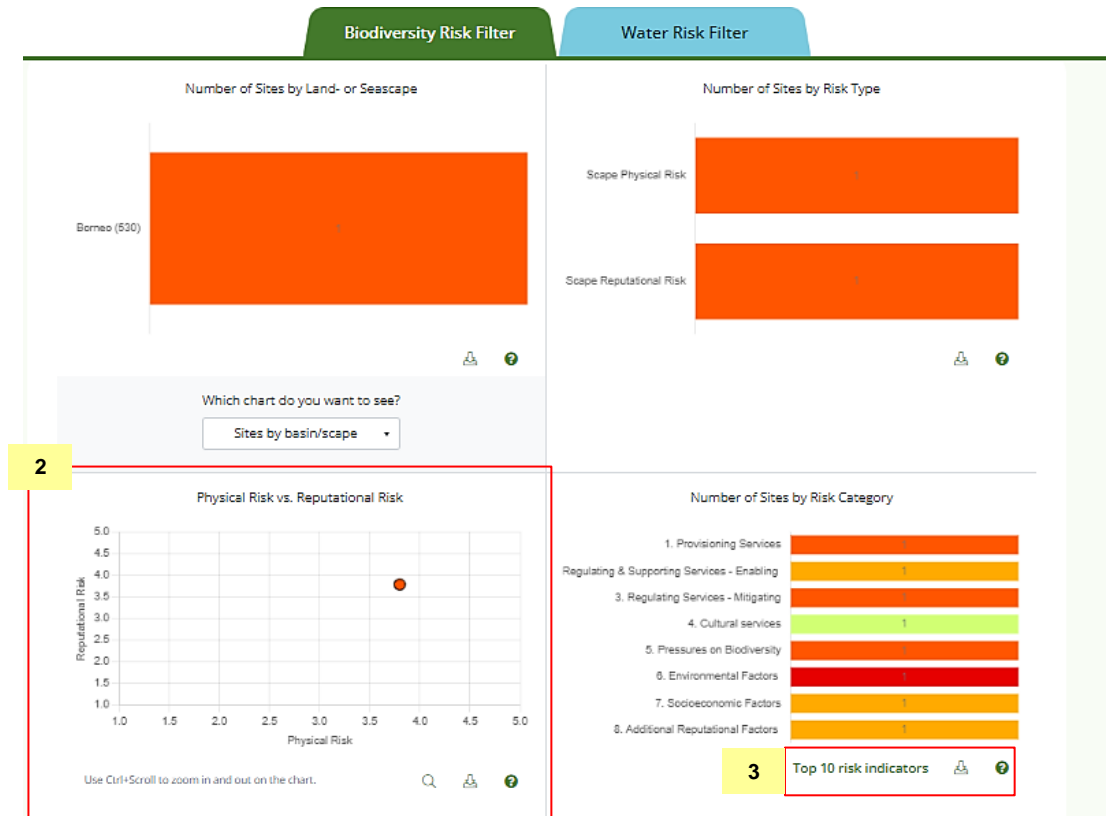 Biodiversity Risk Filter
Water Risk Filter
Number of Sites by Land- or Seascape
Borneo (530)
1
Number of Sites by Risk Type
Scape Physical Risk
1
Scape Reputational Risk
1
Which chart do you want to see?
Sites by basin/scape
2
Physical Risk vs. Reputational Risk
Reputational Risk
5.0
4.5
4.0
3.5
3.0
2.5
2.0
1.5
1.0
1.0 1.5 2.0 2.5 3.0 3.5 4.0 4.5 5.0
Physical Risk
Use Ctrl+Scroll to zoom in and out on the chart.
Number of Sites by Risk Category
1. Provisioning Services 1
Regulating & Supporting Services - Enabling 1
3. Regulating Services - Mitigating 1
4. Cultural services 1
5. Pressures on Biodiversity 1
6. Environmental Factors 1
7. Socioeconomic Factors 1
8. Additional Reputational Factors 1
3
Top 10 risk indicators